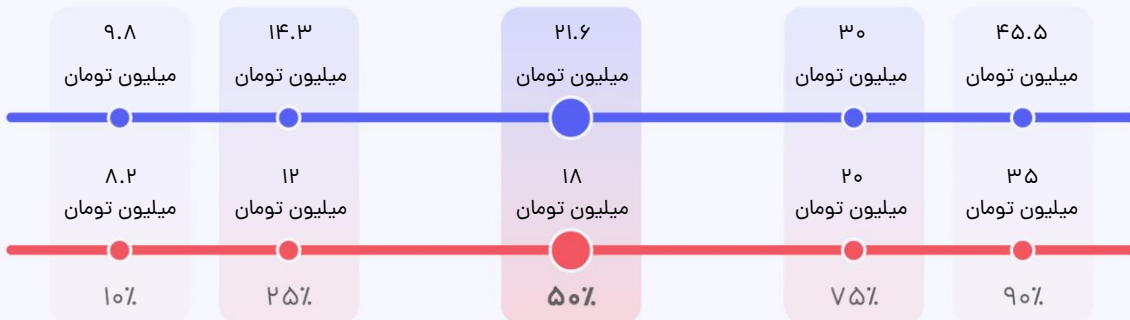 ۹.۸ ۱۴.۳ ۲۱.۶ ۳۰ ۴۵.۵
میلیون تومان میلیون تومان میلیون تومان میلیون تومان میلیون تومان
۸.۲ ۱۲ ۱۸ ۲۰ ۳۵
میلیون تومان میلیون تومان میلیون تومان میلیون تومان میلیون تومان
۱۰٪ ۲۵٪ ۵۰٪ ۷۵٪ ۹۰٪